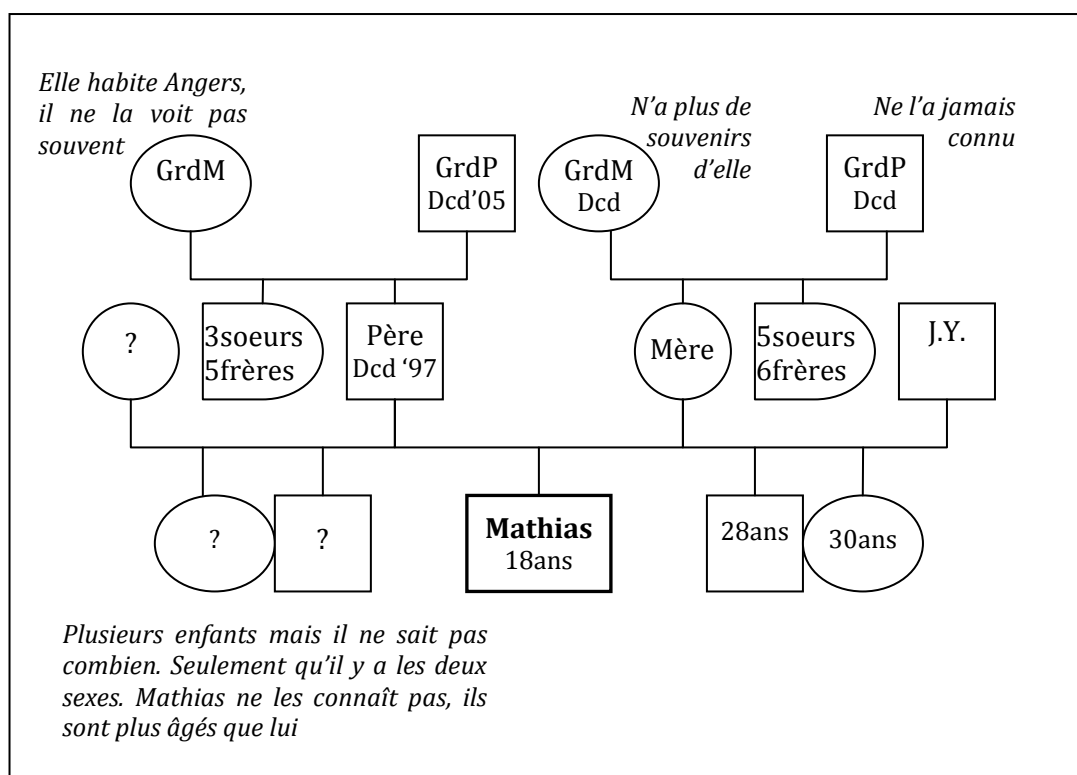 Elle habite Angers,
il ne la voit pas
souvent
N'a plus de
souvenirs
d'elle
Ne l'a jamais
connu
GrdM
GrdP
Dcd'05
GrdM
Dcd
GrdP
Dcd
?
3soeurs
5frères
Père
Dcd '97
Mère
5soeurs
6frères
J.Y.
?
?
Mathias
18ans
28ans
30ans
Plusieurs enfants mais il ne sait pas
combien. Seulement qu'il y a les deux
sexes. Mathias ne les connaît pas, ils
sont plus âgés que lui